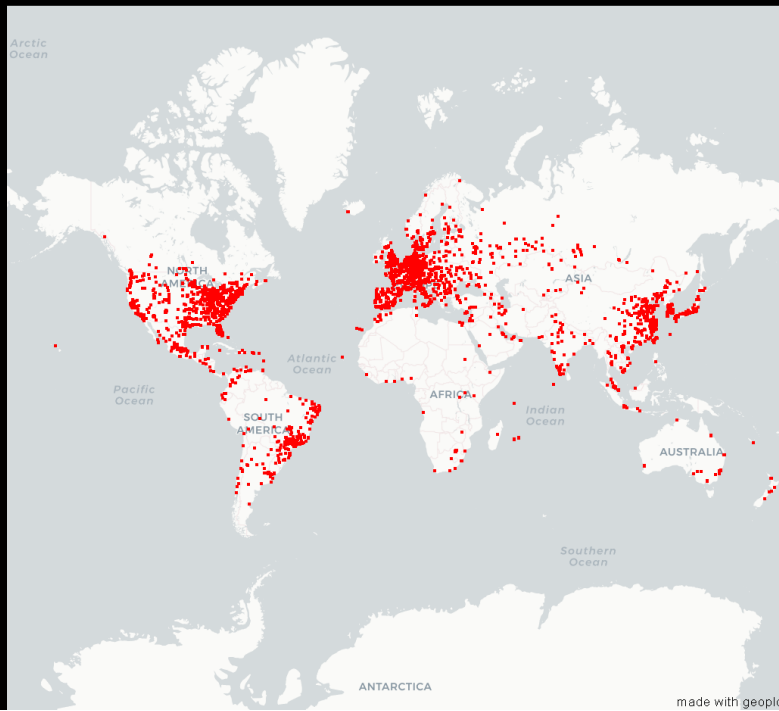 Arctic
Ocean
NORTH
AMERICA
ASIA
Atlantic
Ocean
Pacific
Ocean
AFRICA
Indian
Ocean
SOUTH
AMERICA
AUSTRALIA
Southern
Ocean
ANTARCTICA
made with geoplo